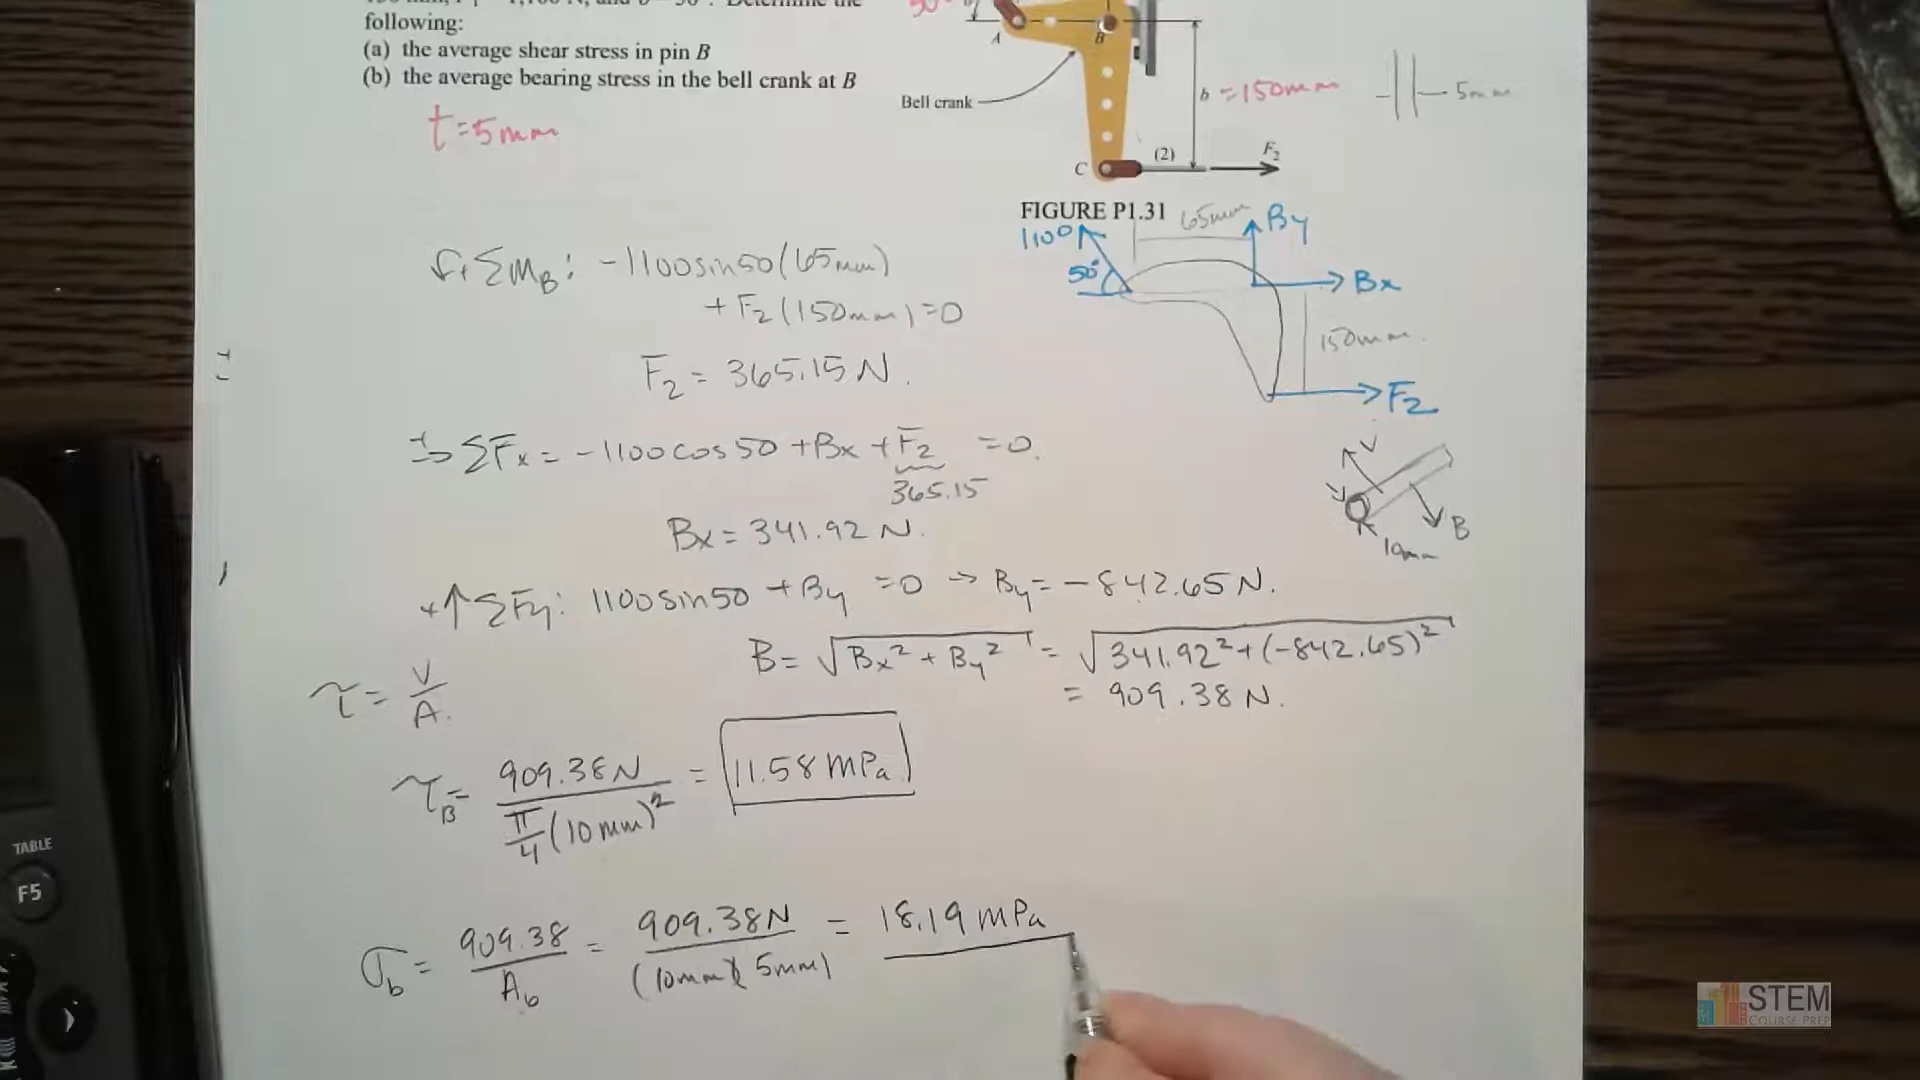 following:
(a) the average shear stress in pin B
(b) the average bearing stress in the bell crank at B
t=5mm
A
B
Bell crank
b =150mm
5mm
C
(2)
F2
FIGURE P1.31
65mm
By
1100
50°
Bx
150mm
F2
↺+ ΣMB: -1100sin50(65mm)
+ F2(150mm)=0
F2 = 365.15 N.
+→ ΣFx = -1100cos50 +Bx +F2 =0.
365.15
Bx = 341.92 N.
V
B
10mm
+↑ ΣFy: 1100sin50 + By =0 → By = -842.65 N.
B = √Bx² + By² = √341.92²+(-842.65)²
= 909.38 N.
τ = V/A.
τB = 909.38N / π/4 (10mm)² = 11.58 MPa
σb = 909.38/Ab = 909.38N/(10mm)(5mm) = 18.19 MPa
TABLE
F5
STEM
COURSE PREP